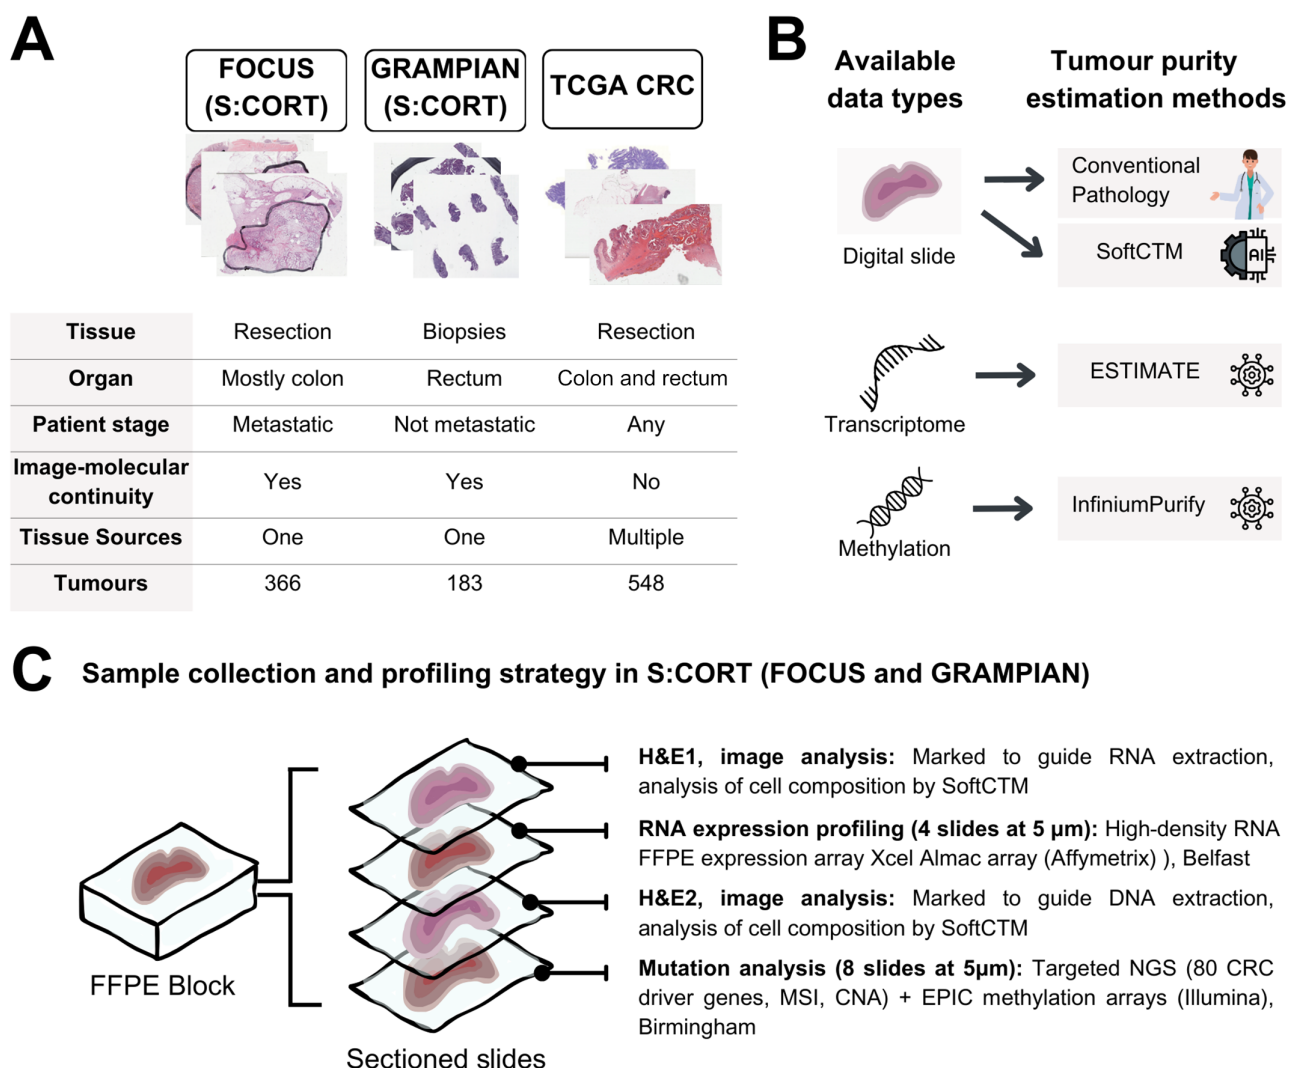 A
FOCUS
(S:CORT)
GRAMPIAN
(S:CORT)
TCGA CRC
Tissue Resection Biopsies Resection
Organ Mostly colon Rectum Colon and rectum
Patient stage Metastatic Not metastatic Any
Image-molecular
continuity Yes Yes No
Tissue Sources One One Multiple
Tumours 366 183 548
B
Available
data types
Tumour purity
estimation methods
Digital slide
Conventional
Pathology
SoftCTM
AI
Transcriptome
ESTIMATE
Methylation
InfiniumPurify
C
Sample collection and profiling strategy in S:CORT (FOCUS and GRAMPIAN)
FFPE Block
Sectioned slides
H&E1, image analysis: Marked to guide RNA extraction,
analysis of cell composition by SoftCTM
RNA expression profiling (4 slides at 5 µm): High-density RNA
FFPE expression array Xcel Almac array (Affymetrix) ), Belfast
H&E2, image analysis: Marked to guide DNA extraction,
analysis of cell composition by SoftCTM
Mutation analysis (8 slides at 5µm): Targeted NGS (80 CRC
driver genes, MSI, CNA) + EPIC methylation arrays (Illumina),
Birmingham